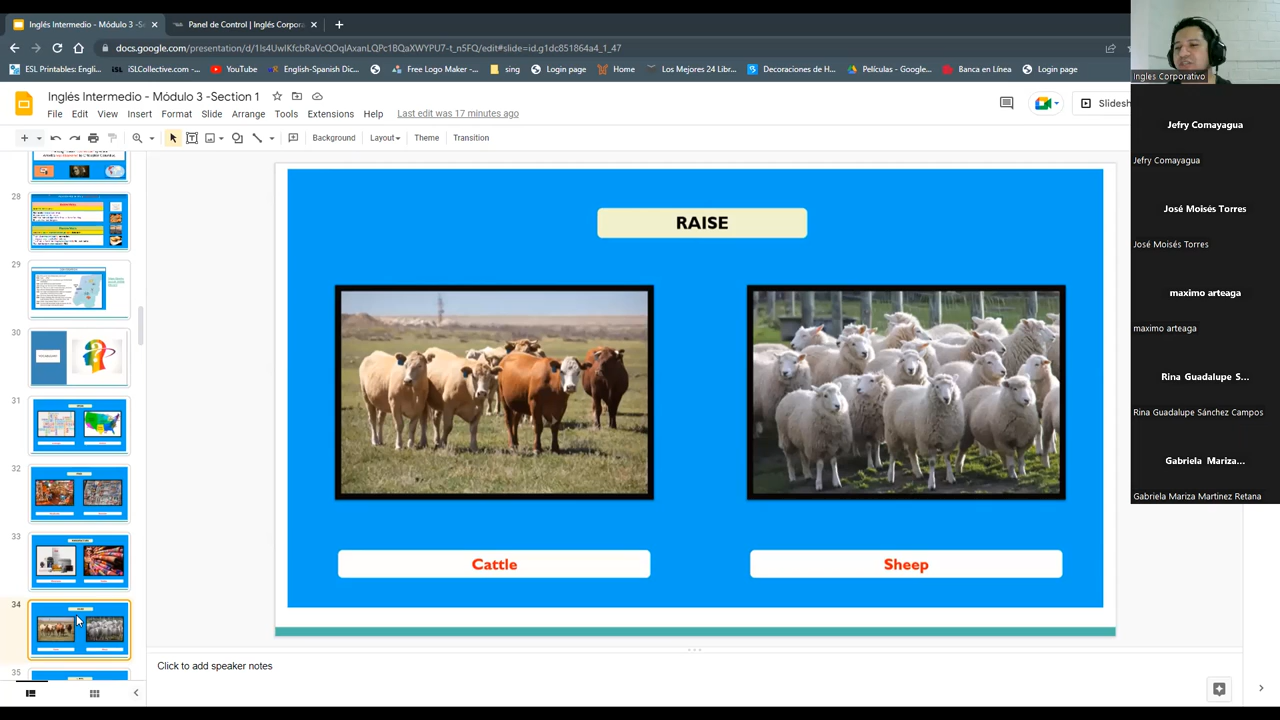 Inglés Intermedio - Módulo 3 -Se
Panel de Control | Inglés Corpora
docs.google.com/presentation/d/1Is4UwIKfcbRaVcQOqIAxanLQPc1BQaXWYPU7-t_n5FQ/edit#slide=id.g1dc851864a4_1_47
ESL Printables: Engli...
iSLCollective.com -...
YouTube
English-Spanish Dic...
Free Logo Maker -...
sing
Login page
Home
Los Mejores 24 Libr...
Decoraciones de H...
Películas - Google...
Banca en Línea
Login page
Inglés Intermedio - Módulo 3 -Section 1
File Edit View Insert Format Slide Arrange Tools Extensions Help Last edit was 17 minutes ago
Slidesh
Background Layout Theme Transition
28
29
30
31
32
33
34
35
RAISE
Cattle
Sheep
Click to add speaker notes
Ingles Corporativo
Jefry Comayagua
Jefry Comayagua
José Moisés Torres
José Moisés Torres
maximo arteaga
maximo arteaga
Rina Guadalupe S...
Rina Guadalupe Sánchez Campos
Gabriela Mariza...
Gabriela Mariza Martinez Retana